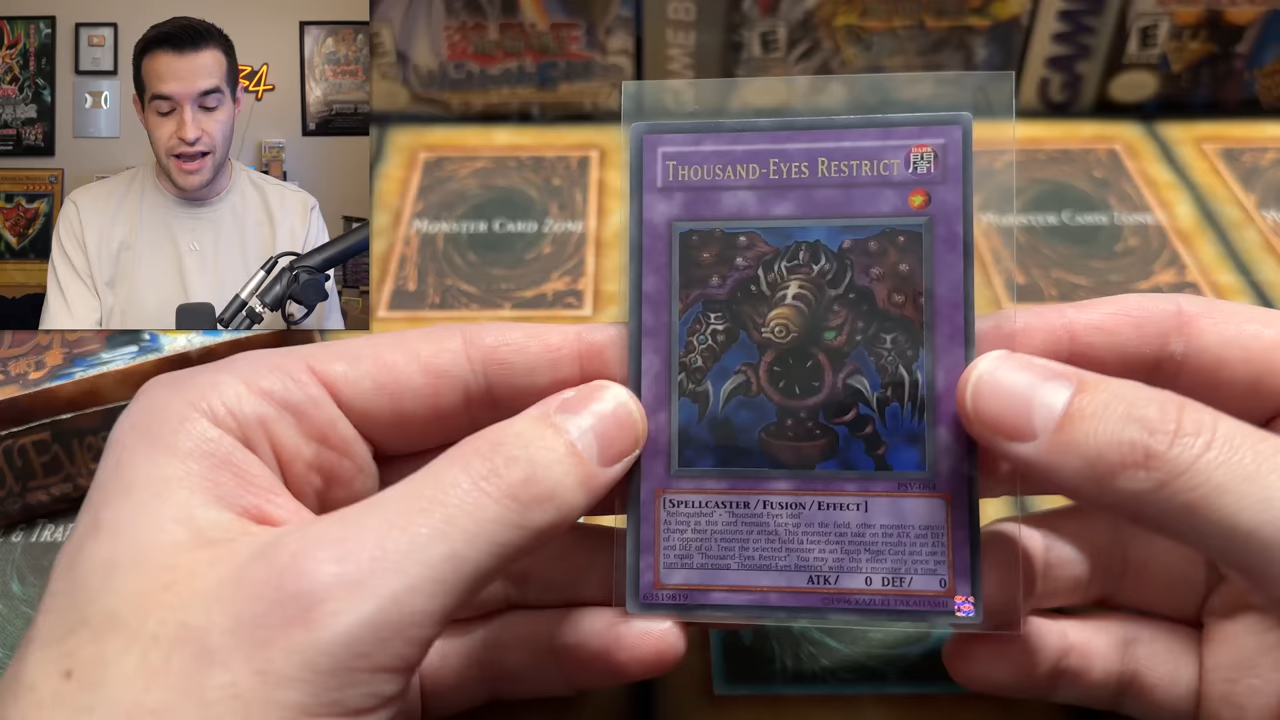 34
GAME
MONSTER CARD ZONE
MONSTER CARD ZONE
THOUSAND-EYES RESTRICT
DARK
闇
PSV-084
[SPELLCASTER / FUSION / EFFECT]
"Relinquished" + "Thousand-Eyes Idol"
As long as this card remains face-up on the field, other monsters cannot
change their positions or attack. This monster can take on the ATK and DEF
of 1 opponent's monster on the field (a face-down monster results in an ATK
and DEF of 0). Treat the selected monster as an Equip Magic Card and use it
to equip "Thousand-Eyes Restrict". You may use this effect only once per
turn and can equip "Thousand-Eyes Restrict" with only 1 monster at a time.
ATK/ 0 DEF/ 0
63519819
©1996 KAZUKI TAKAHASHI